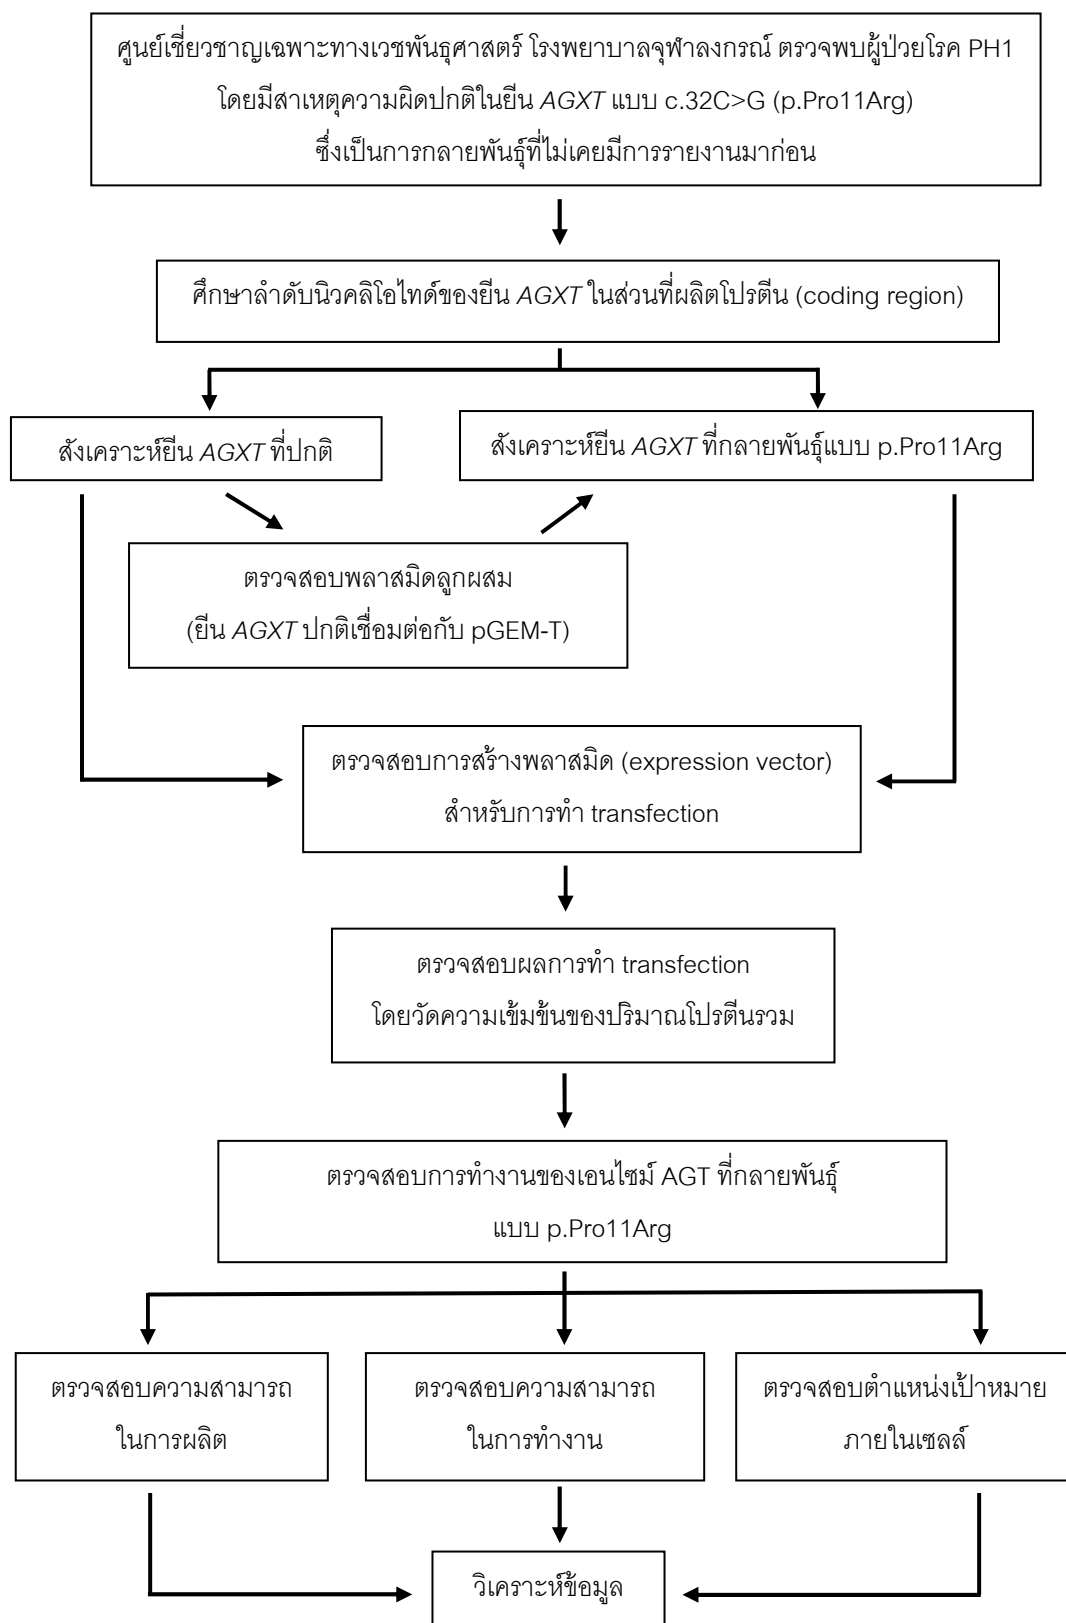 ศูนย์เชี่ยวชาญเฉพาะทางเวชพันธุศาสตร์ โรงพยาบาลจุฬาลงกรณ์ ตรวจพบผู้ป่วยโรค PH1
โดยมีสาเหตุความผิดปกติในยีน AGXT แบบ c.32C>G (p.Pro11Arg)
ซึ่งเป็นการกลายพันธุ์ที่ไม่เคยมีการรายงานมาก่อน
ศึกษาลำดับนิวคลิโอไทด์ของยีน AGXT ในส่วนที่ผลิตโปรตีน (coding region)
สังเคราะห์ยีน AGXT ที่ปกติ
สังเคราะห์ยีน AGXT ที่กลายพันธุ์แบบ p.Pro11Arg
ตรวจสอบพลาสมิดลูกผสม
(ยีน AGXT ปกติเชื่อมต่อกับ pGEM-T)
ตรวจสอบการสร้างพลาสมิด (expression vector)
สำหรับการทำ transfection
ตรวจสอบผลการทำ transfection
โดยวัดความเข้มข้นของปริมาณโปรตีนรวม
ตรวจสอบการทำงานของเอนไซม์ AGT ที่กลายพันธุ์
แบบ p.Pro11Arg
ตรวจสอบความสามารถ
ในการผลิต
ตรวจสอบความสามารถ
ในการทำงาน
ตรวจสอบตำแหน่งเป้าหมาย
ภายในเซลล์
วิเคราะห์ข้อมูล